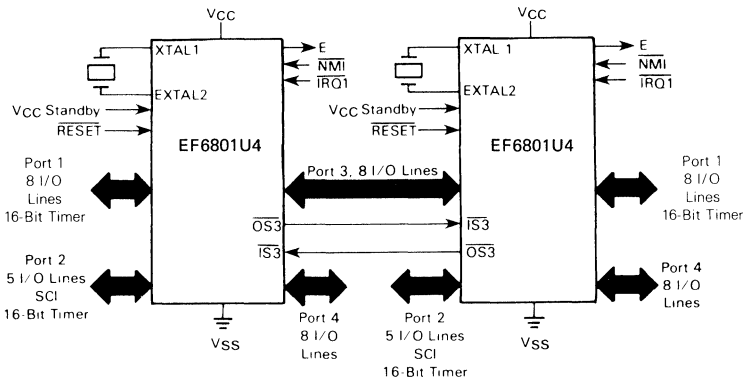 VCC
XTAL1
EXTAL2
VCC Standby
RESET
EF6801U4
E
NMI
IRQ1
Port 1
8 I/O
Lines
16-Bit Timer
Port 2
5 I/O Lines
SCI
16-Bit Timer
OS3
IS3
Port 4
8 I/O
Lines
VSS
Port 3, 8 I/O Lines
VCC
XTAL 1
EXTAL2
VCC Standby
RESET
EF6801U4
E
NMI
IRQ1
IS3
OS3
Port 1
8 I/O
Lines
16-Bit Timer
Port 4
8 I/O
Lines
Port 2
5 I/O Lines
SCI
16-Bit Timer
VSS